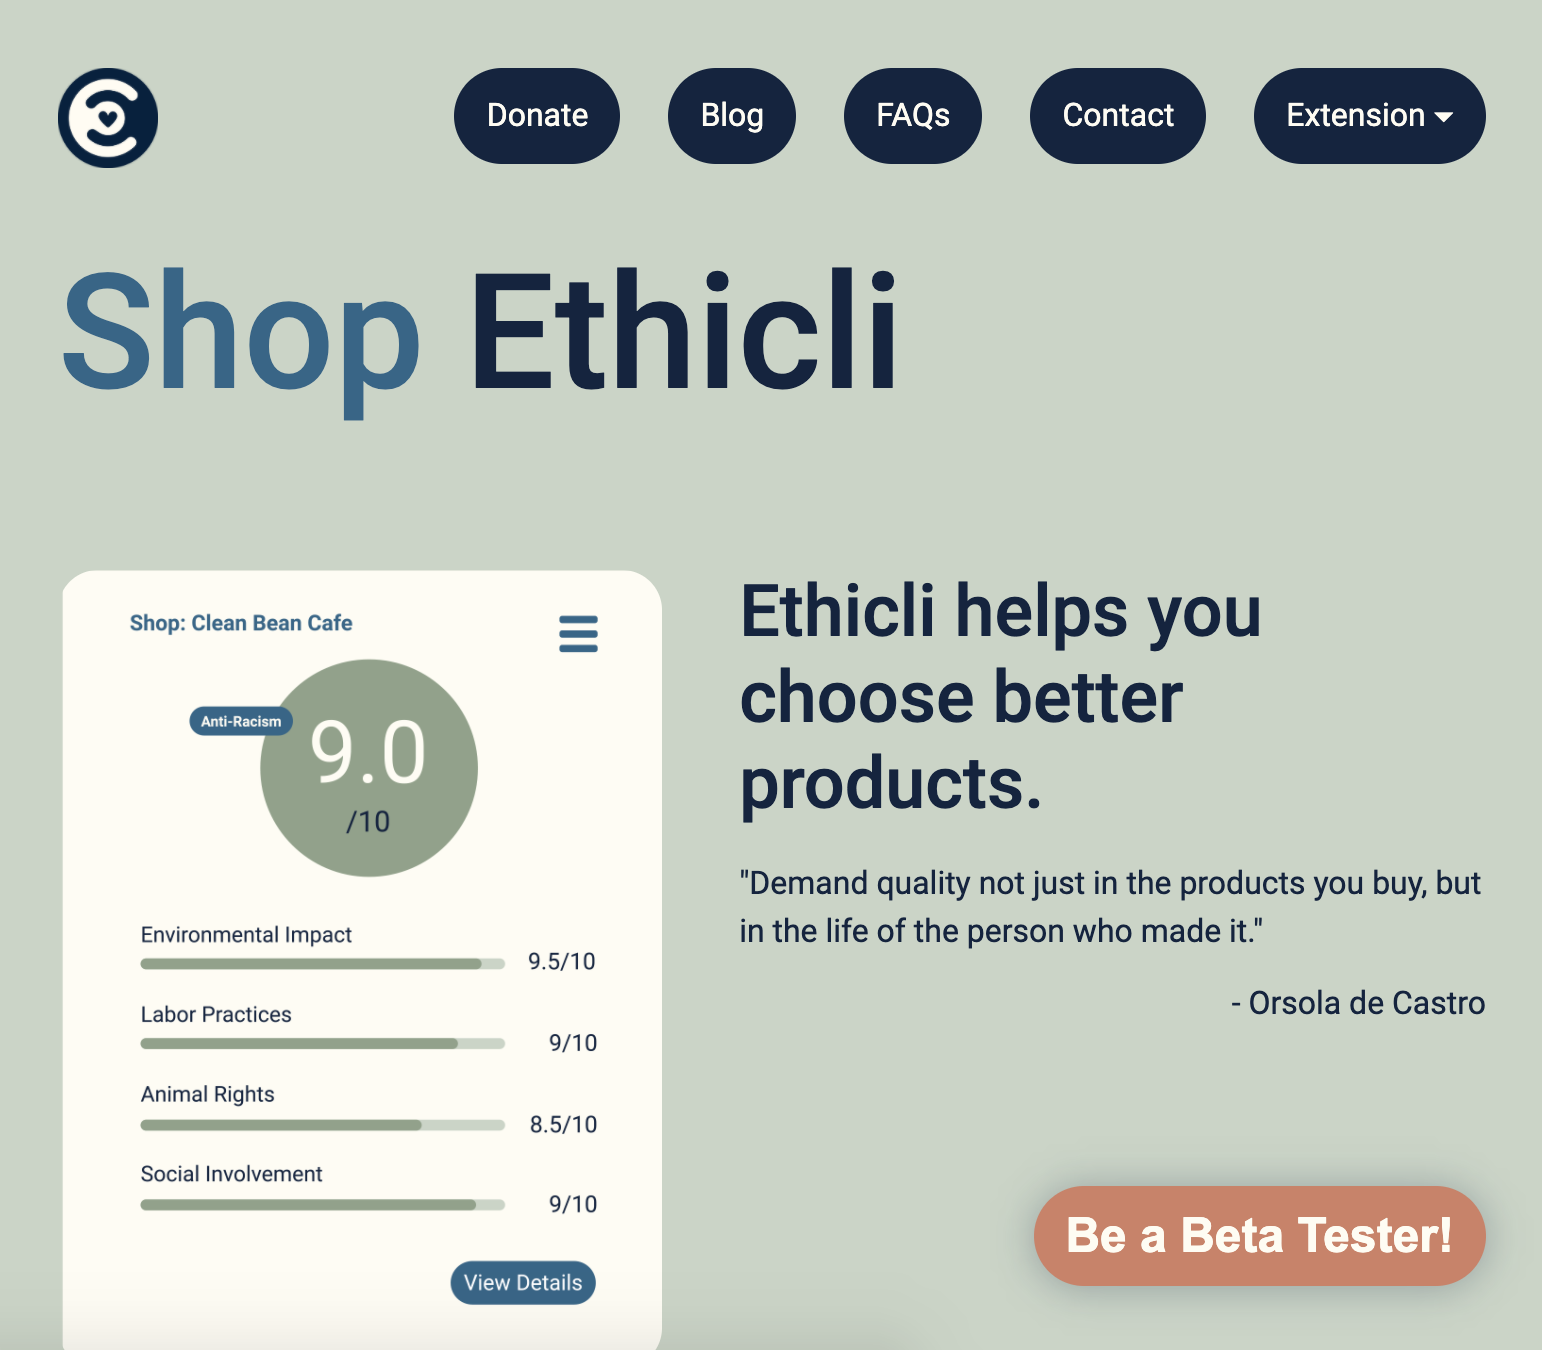 Donate
Blog
FAQs
Contact
Extension
Shop Ethicli
Shop: Clean Bean Cafe
Anti-Racism
9.0
/10
Environmental Impact
9.5/10
Labor Practices
9/10
Animal Rights
8.5/10
Social Involvement
9/10
View Details
Ethicli helps you
choose better
products.
"Demand quality not just in the products you buy, but
in the life of the person who made it."
- Orsola de Castro
Be a Beta Tester!